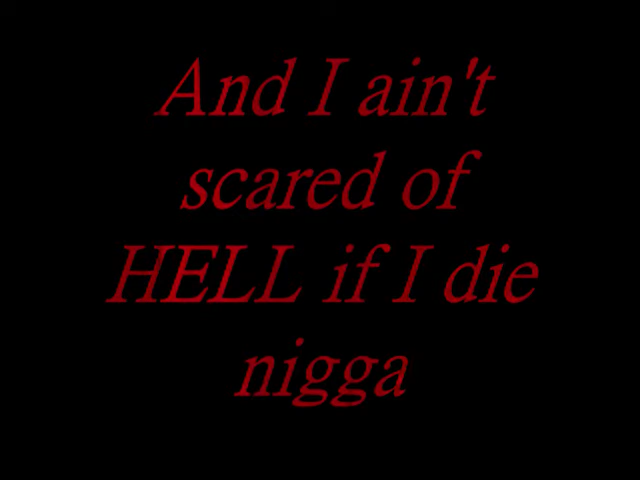 And I ain't
scared of
HELL if I die
nigga